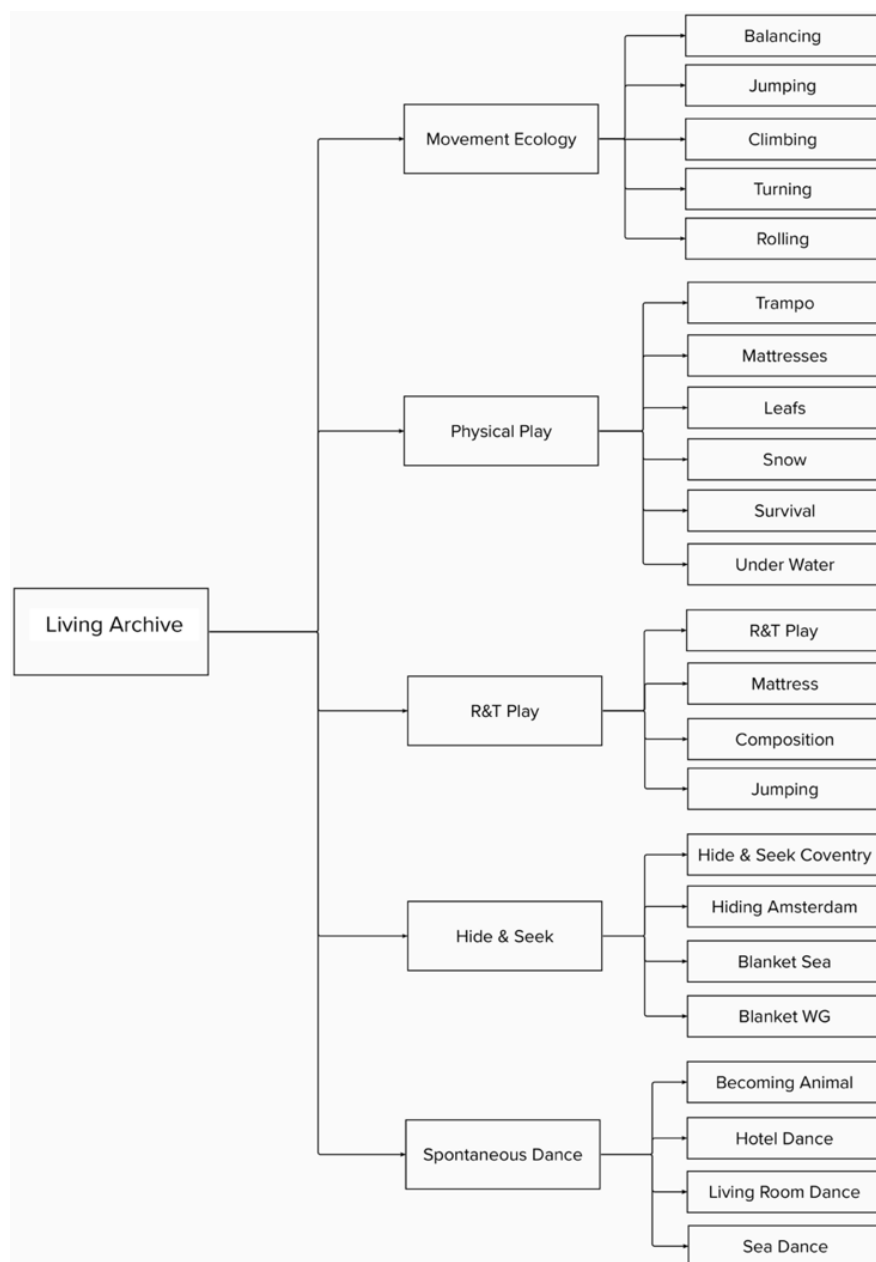 Living Archive
Movement Ecology
Balancing
Jumping
Climbing
Turning
Rolling
Physical Play
Trampo
Mattresses
Leafs
Snow
Survival
Under Water
R&T Play
R&T Play
Mattress
Composition
Jumping
Hide & Seek
Hide & Seek Coventry
Hiding Amsterdam
Blanket Sea
Blanket WG
Spontaneous Dance
Becoming Animal
Hotel Dance
Living Room Dance
Sea Dance